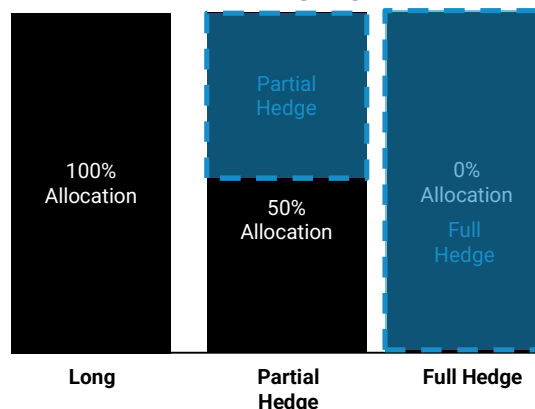 100%
Allocation
Partial
Hedge
50%
Allocation
0%
Allocation
Full
Hedge
Long
Partial
Hedge
Full Hedge